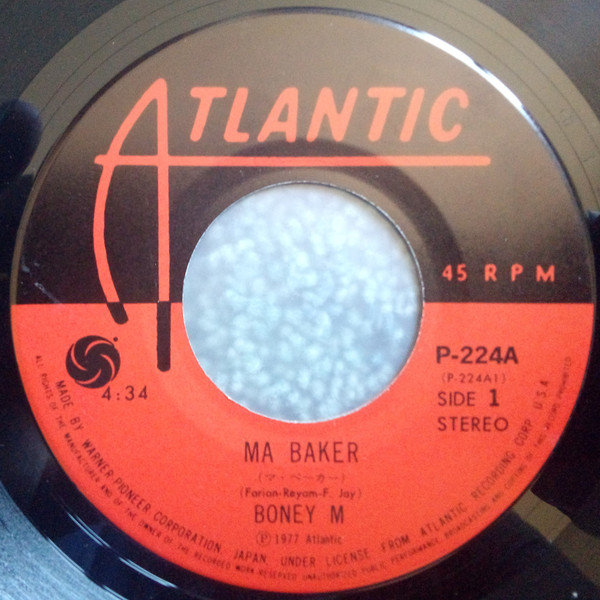 ATLANTIC
45 RPM
P-224A
(P-224A1)
SIDE 1
STEREO
4:34
MA BAKER
(マ・ベーカー)
(Farian-Reyam-F. Jay)
BONEY M
Ⓟ 1977 Atlantic
MADE BY WARNER-PIONEER CORPORATION, JAPAN, UNDER LICENSE FROM ATLANTIC RECORDING CORP. U.S.A.
ALL RIGHTS OF THE MANUFACTURER AND OF THE OWNER OF THE RECORDED WORK RESERVED UNAUTHORIZED PUBLIC PERFORMANCE, BROADCASTING AND COPYING OF THIS RECORD PROHIBITED